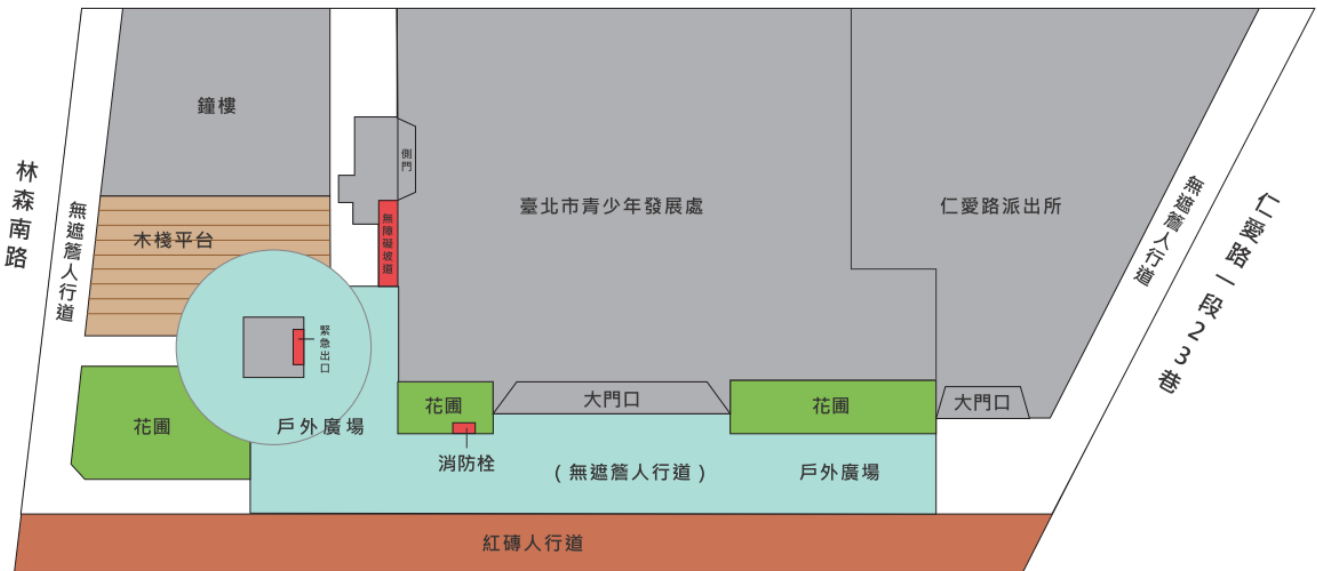 鐘樓
側門
林森南路
無遮簷人行道
木棧平台
無障礙坡道
臺北市青少年發展處
仁愛路派出所
無遮簷人行道
仁愛路一段23巷
緊急出口
花圃
戶外廣場
花圃
大門口
花圃
大門口
消防栓
(無遮簷人行道)
戶外廣場
紅磚人行道